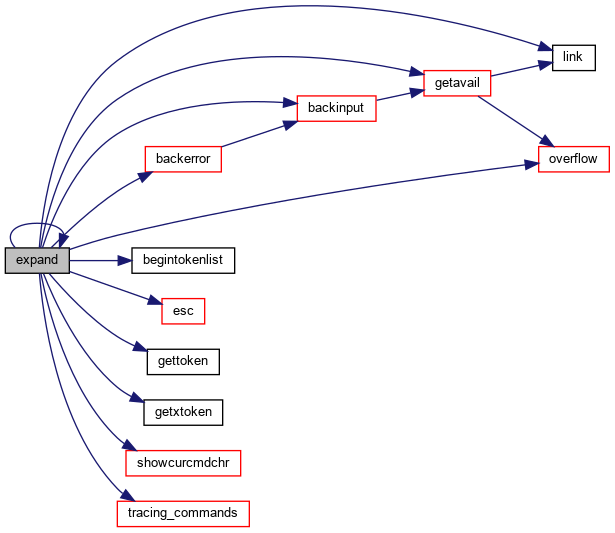 link
getavail
backinput
backerror
overflow
expand
begintokenlist
esc
gettoken
getxtoken
showcurcmdchr
tracing_commands